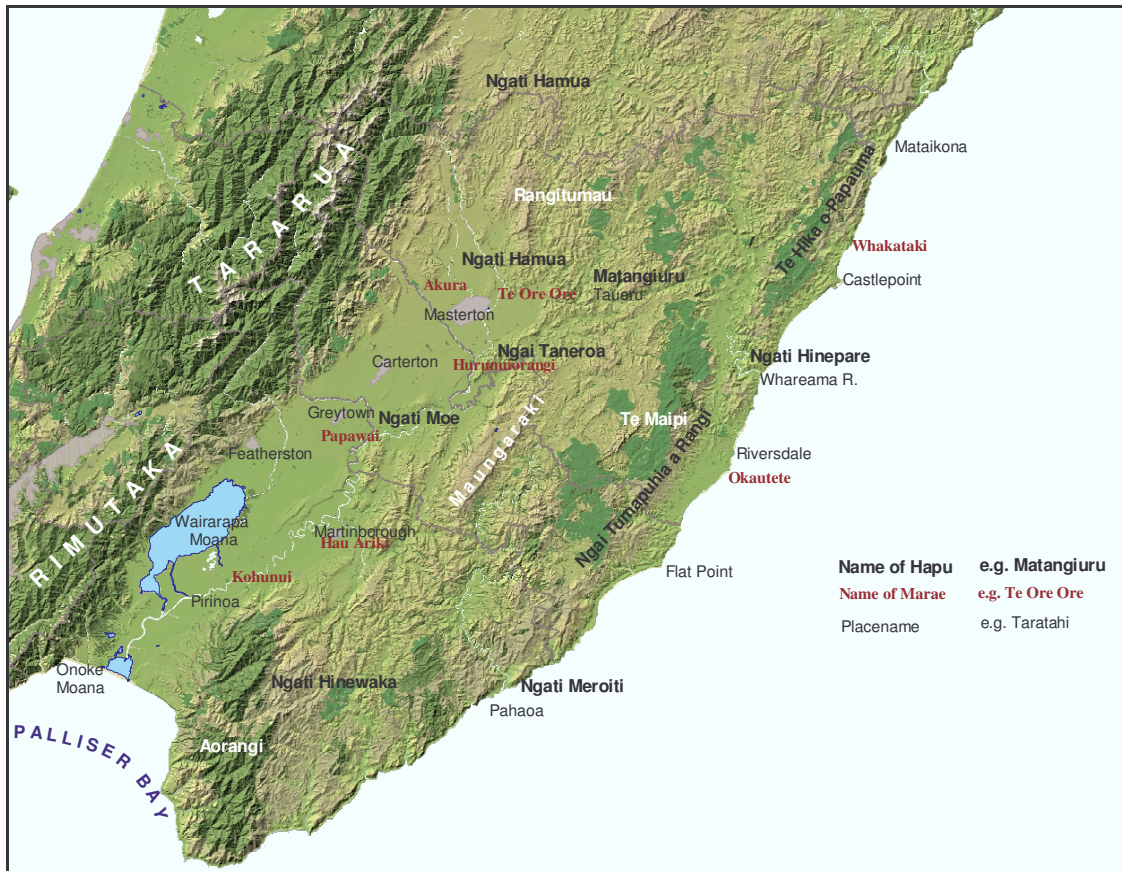 Ngati Hamua
Mataikona
TARARUA
Rangitumau
Te Hika o Papauma
Whakataki
Ngati Hamua
Matangiuru
Akura
Te Ore Ore
Taueru
Castlepoint
Masterton
Ngai Taneroa
Ngati Hinepare
Carterton
Hurunuiorangi
Whareama R.
Greytown
Ngati Moe
Te Maipi
Papawai
Maungaraki
Featherston
Riversdale
RIMUTAKA
Okautete
Ngai Tumapuhia a Rangi
Wairarapa
Moana
Martinborough
Hau Ariki
Kohunui
Flat Point
Pirinoa
Name of Hapu e.g. Matangiuru
Name of Marae e.g. Te Ore Ore
Placename e.g. Taratahi
Onoke
Moana
Ngati Hinewaka
Ngati Meroiti
Pahaoa
Aorangi
PALLISER BAY